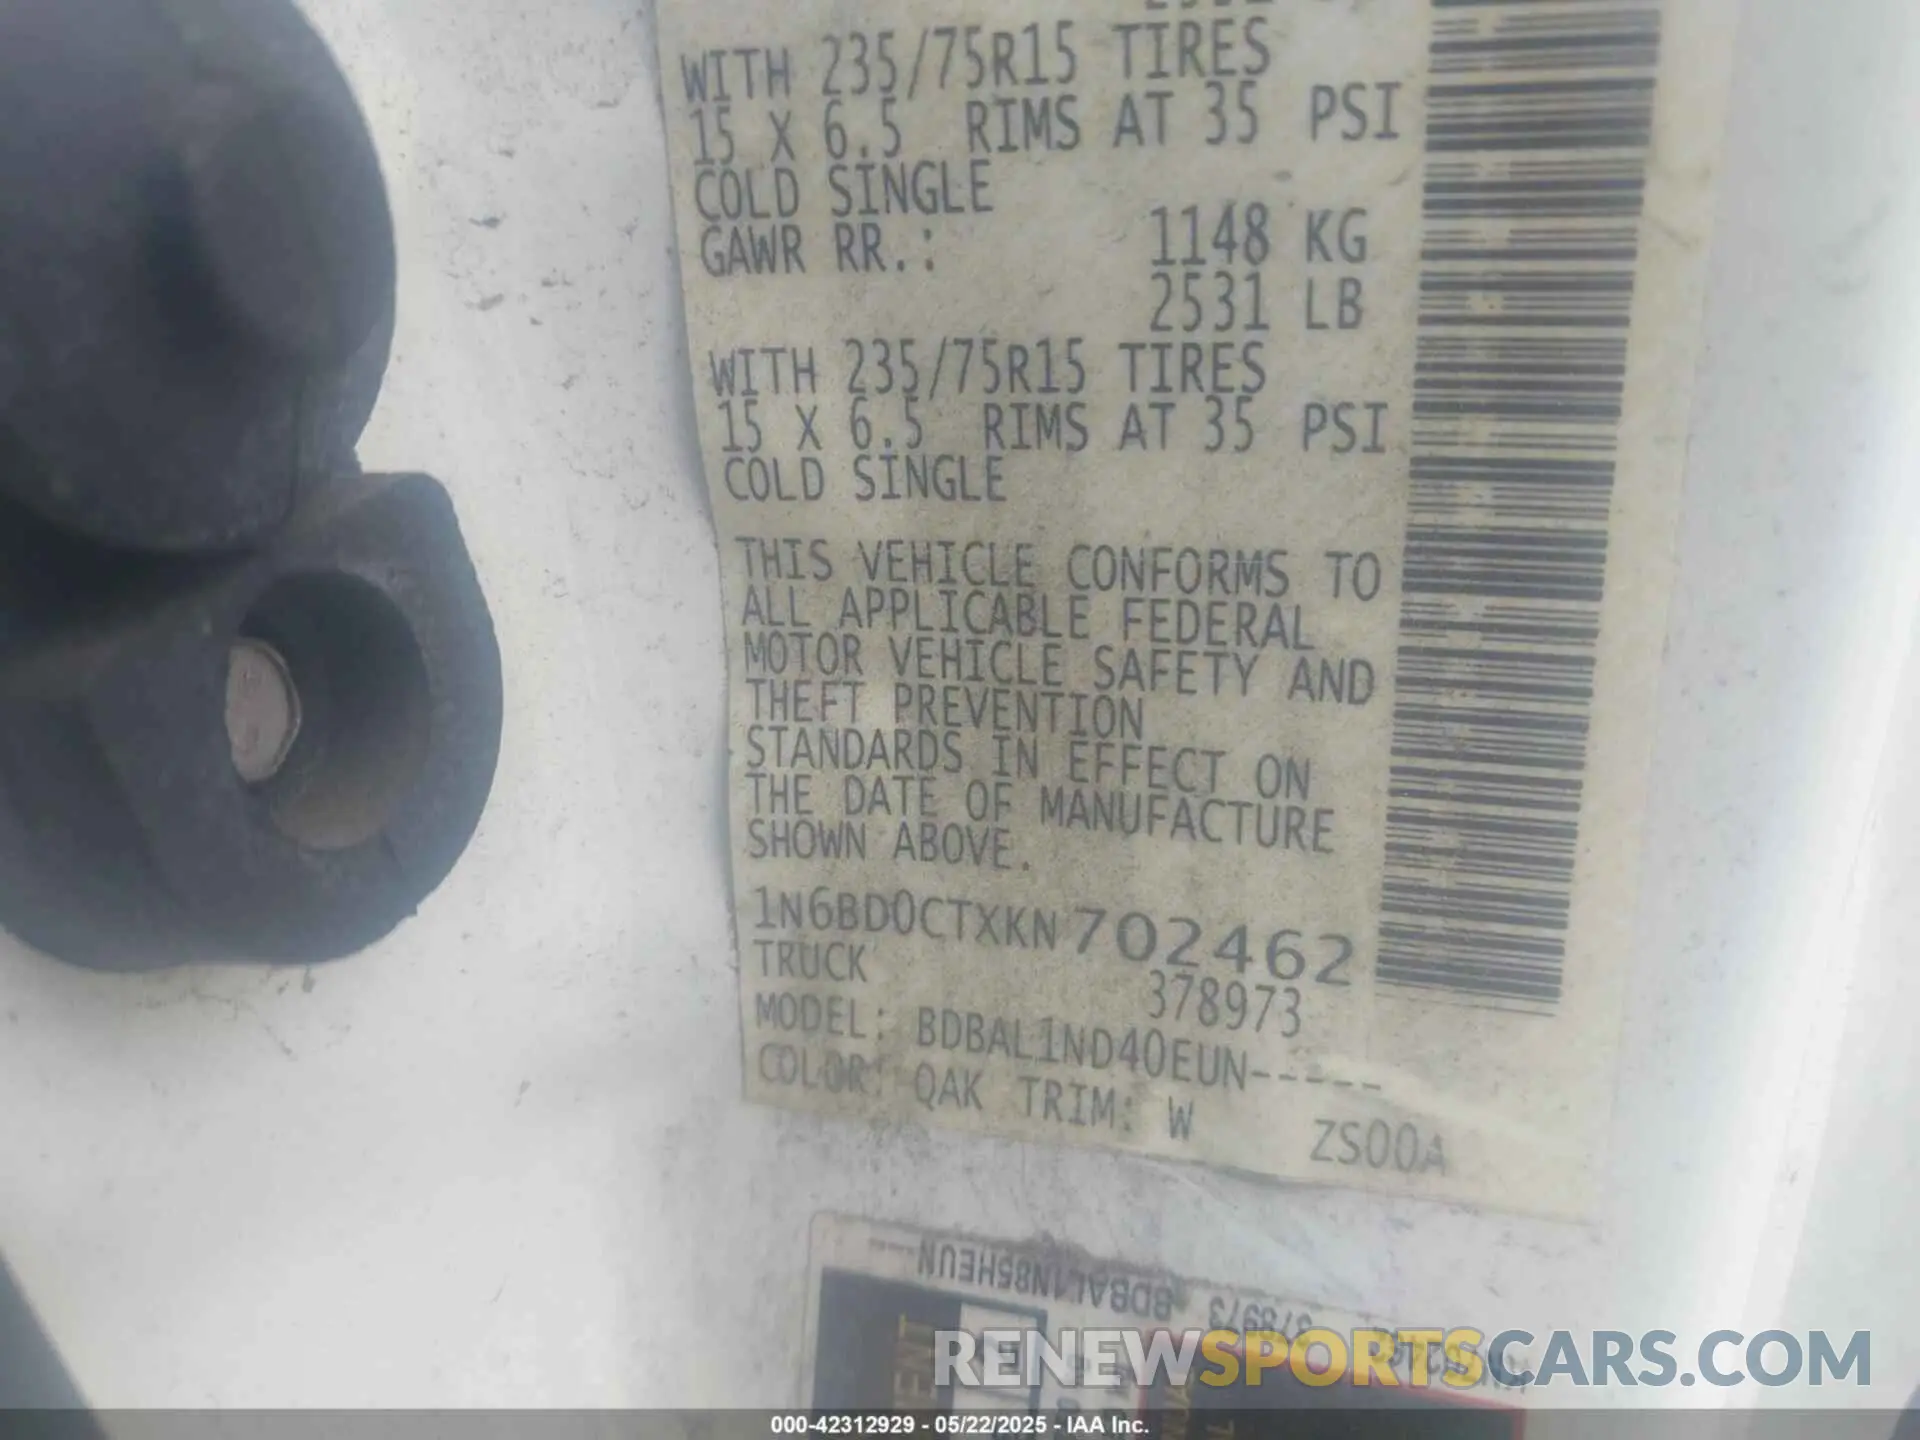 WITH 235/75R15 TIRES
15 X 6.5 RIMS AT 35 PSI
COLD SINGLE
GAWR RR.: 1148 KG
2531 LB
WITH 235/75R15 TIRES
15 X 6.5 RIMS AT 35 PSI
COLD SINGLE
THIS VEHICLE CONFORMS TO
ALL APPLICABLE FEDERAL
MOTOR VEHICLE SAFETY AND
THEFT PREVENTION
STANDARDS IN EFFECT ON
THE DATE OF MANUFACTURE
SHOWN ABOVE.
1N6BD0CTXKN702462
TRUCK 378973
MODEL: BDBAL1ND40EUN-----
COLOR: QAK TRIM: W ZS00A
378973 BDBAL1N85HEUN---
RENEWSPORTSCARS.COM
000-42312929 - 05/22/2025 - IAA Inc.